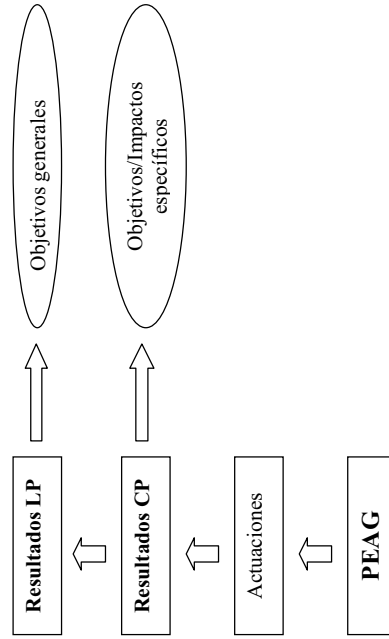 Objetivos generales
Objetivos/Impactos
específicos
Resultados LP
Resultados CP
Actuaciones
PEAG